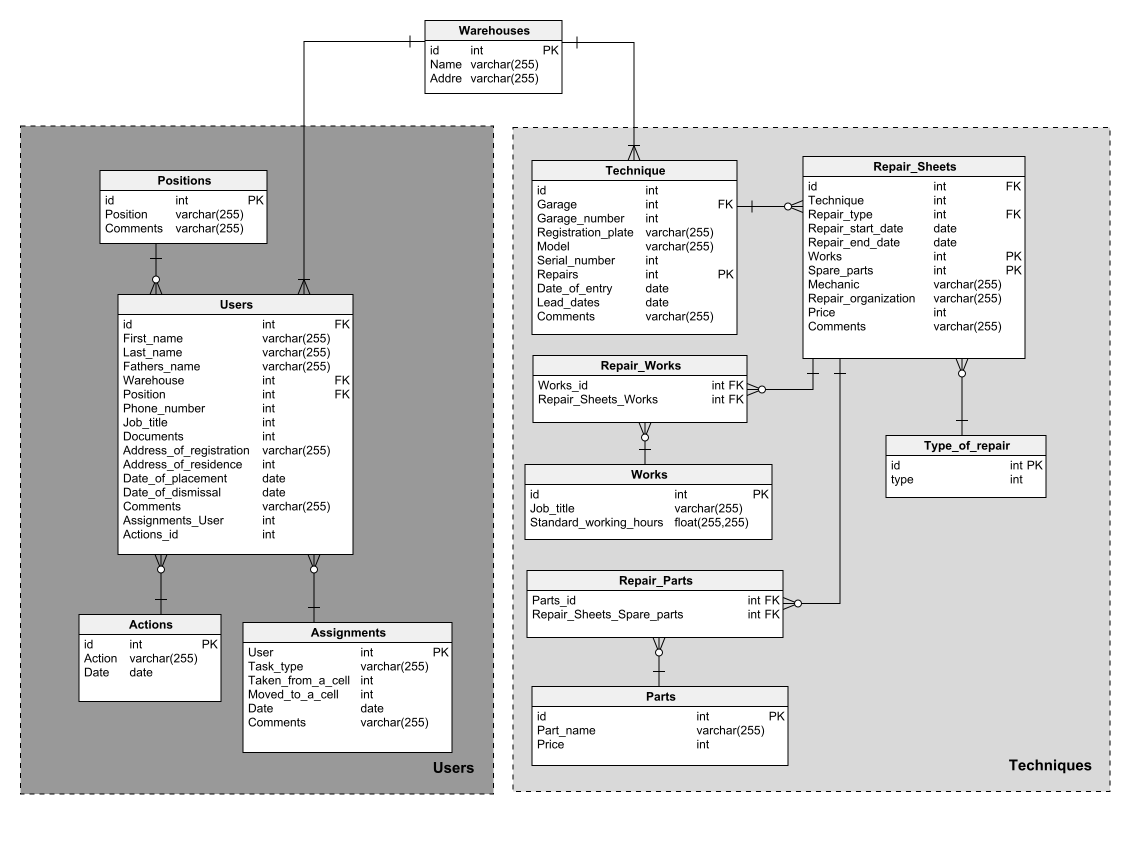 Warehouses
id int PK
Name varchar(255)
Addre varchar(255)
Positions
id int PK
Position varchar(255)
Comments varchar(255)
Users
id int FK
First_name varchar(255)
Last_name varchar(255)
Fathers_name varchar(255)
Warehouse int FK
Position int FK
Phone_number int
Job_title int
Documents int
Address_of_registration varchar(255)
Address_of_residence int
Date_of_placement date
Date_of_dismissal date
Comments varchar(255)
Assignments_User int
Actions_id int
Actions
id int PK
Action varchar(255)
Date date
Assignments
User int PK
Task_type varchar(255)
Taken_from_a_cell int
Moved_to_a_cell int
Date date
Comments varchar(255)
Users
Technique
id int
Garage int FK
Garage_number int
Registration_plate varchar(255)
Model varchar(255)
Serial_number int
Repairs int PK
Date_of_entry date
Lead_dates date
Comments varchar(255)
Repair_Sheets
id int FK
Technique int
Repair_type int FK
Repair_start_date date
Repair_end_date date
Works int PK
Spare_parts int PK
Mechanic varchar(255)
Repair_organization varchar(255)
Price int
Comments varchar(255)
Repair_Works
Works_id int FK
Repair_Sheets_Works int FK
Type_of_repair
id int PK
type int
Works
id int PK
Job_title varchar(255)
Standard_working_hours float(255,255)
Repair_Parts
Parts_id int FK
Repair_Sheets_Spare_parts int FK
Parts
id int PK
Part_name varchar(255)
Price int
Techniques